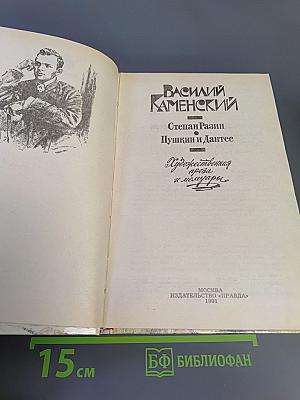 ВАСИЛИЙ
КАМЕНСКИЙ
Степан Разин
Пушкин и Дантес
Художественная
проза
и мемуары
МОСКВА
ИЗДАТЕЛЬСТВО «ПРАВДА»
1991
15 см
БФ БИБЛИОФАН